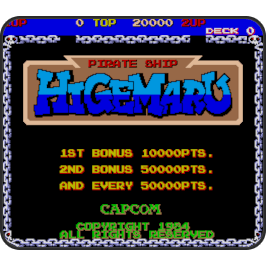 1UP 0 TOP 20000 2UP
DECK 0
PIRATE SHIP
HIGEMARU
1ST BONUS 10000PTS.
2ND BONUS 50000PTS.
AND EVERY 50000PTS.
CAPCOM
COPYRIGHT 1984
ALL RIGHTS RESERVED